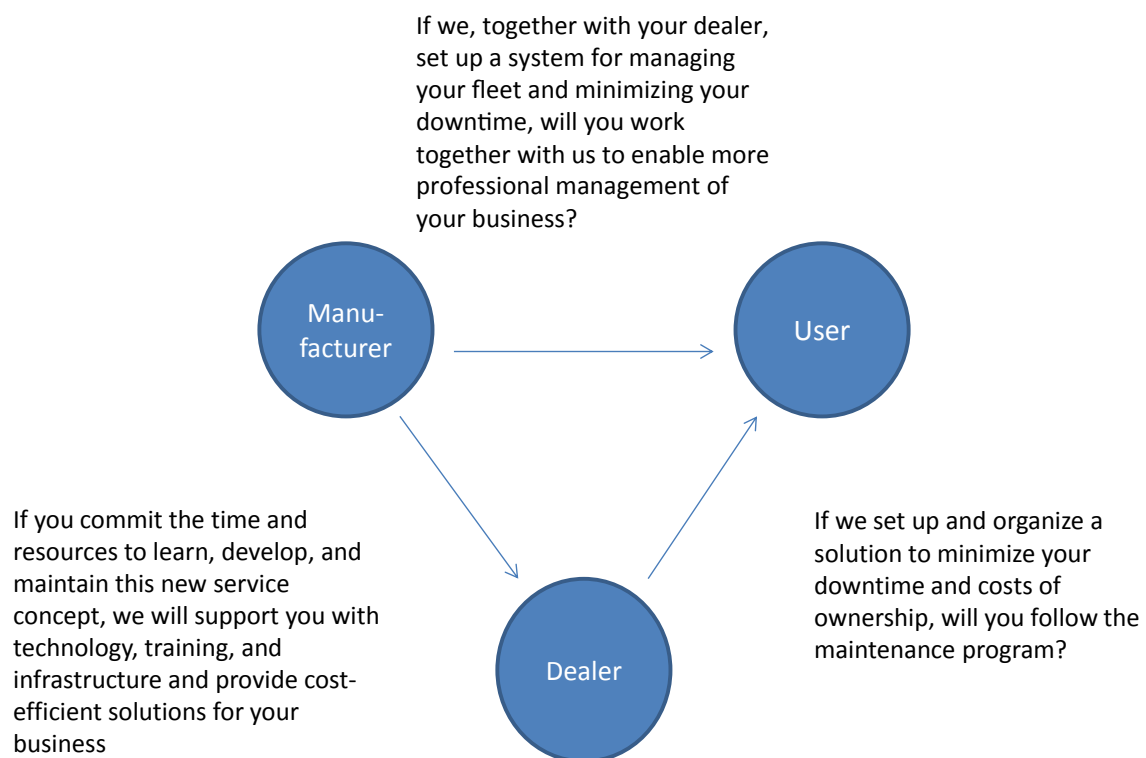 If we, together with your dealer,
set up a system for managing
your fleet and minimizing your
downtime, will you work
together with us to enable more
professional management of
your business?
Manu-
facturer
User
If you commit the time and
resources to learn, develop, and
maintain this new service
concept, we will support you with
technology, training, and
infrastructure and provide cost-
efficient solutions for your
business
If we set up and organize a
solution to minimize your
downtime and costs of
ownership, will you follow the
maintenance program?
Dealer